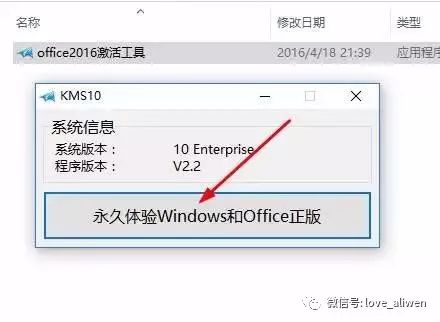 名称
修改日期
类型
office2016激活工具
2016/4/18 21:39
应用程序
KMS10
系统信息
系统版本：
10 Enterprise
程序版本：
V2.2
永久体验Windows和Office正版
微信号: love_aliwen